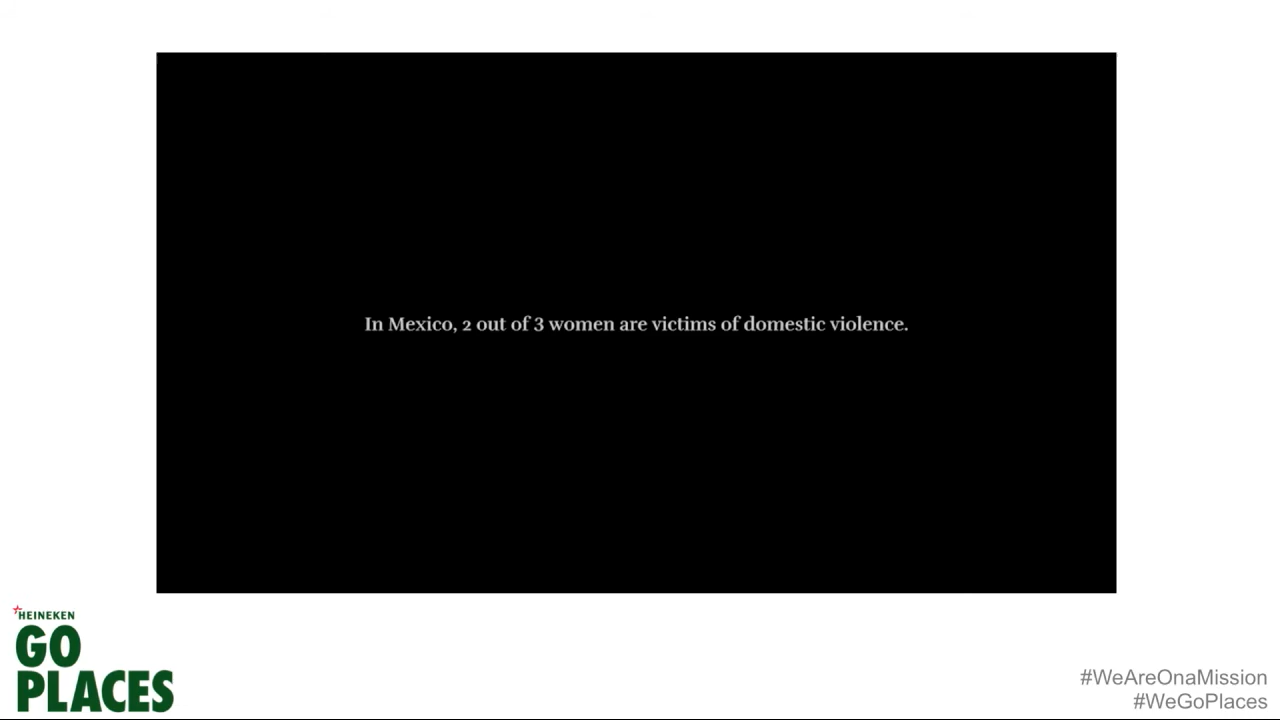 In Mexico, 2 out of 3 women are victims of domestic violence.
HEINEKEN
GO
PLACES
#WeAreOnaMission
#WeGoPlaces